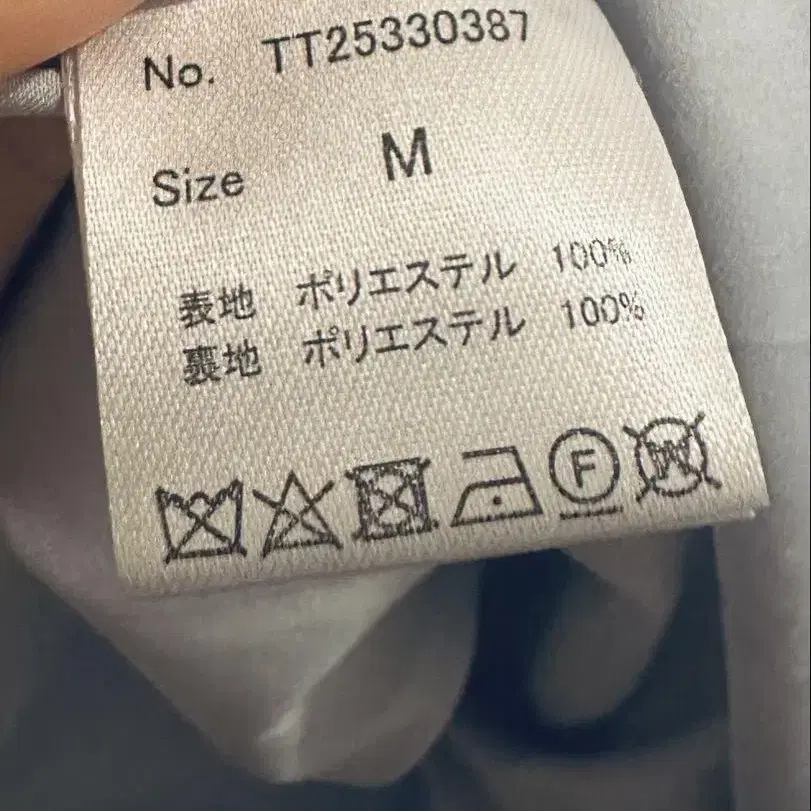 No. TT25330387
Size M
表地 ポリエステル 100%
裏地 ポリエステル 100%
F W